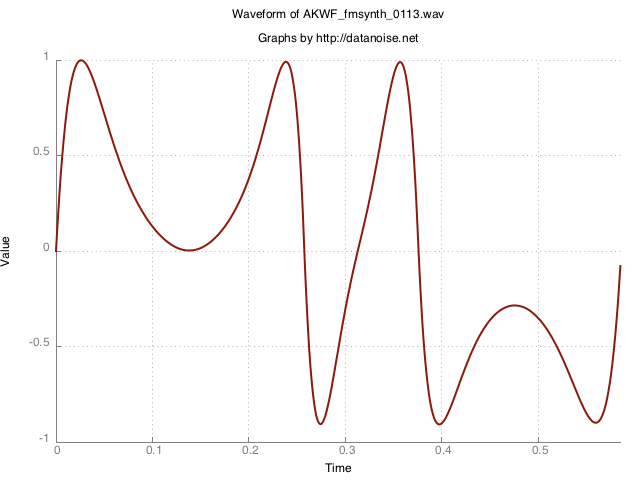 Waveform of AKWF_fmsynth_0113.wav
Graphs by http://datanoise.net
1
0.5
0
-0.5
-1
Value
0 0.1 0.2 0.3 0.4 0.5
Time